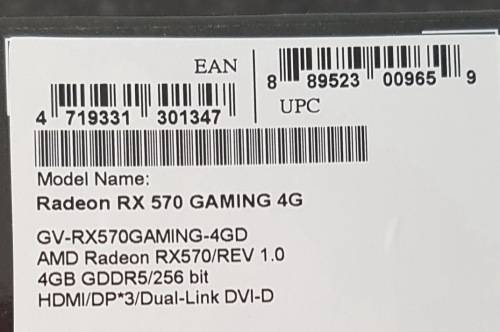 EAN
4 719331 301347
8 89523 00965 9
UPC
Model Name:
Radeon RX 570 GAMING 4G
GV-RX570GAMING-4GD
AMD Radeon RX570/REV 1.0
4GB GDDR5/256 bit
HDMI/DP*3/Dual-Link DVI-D